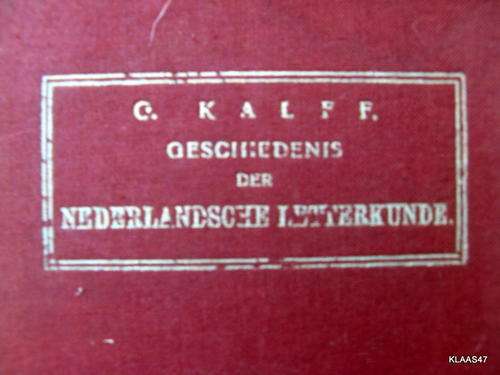 G. KALFF.
GESCHIEDENIS
DER
NEDERLANDSCHE LETTERKUNDE.
KLAAS47